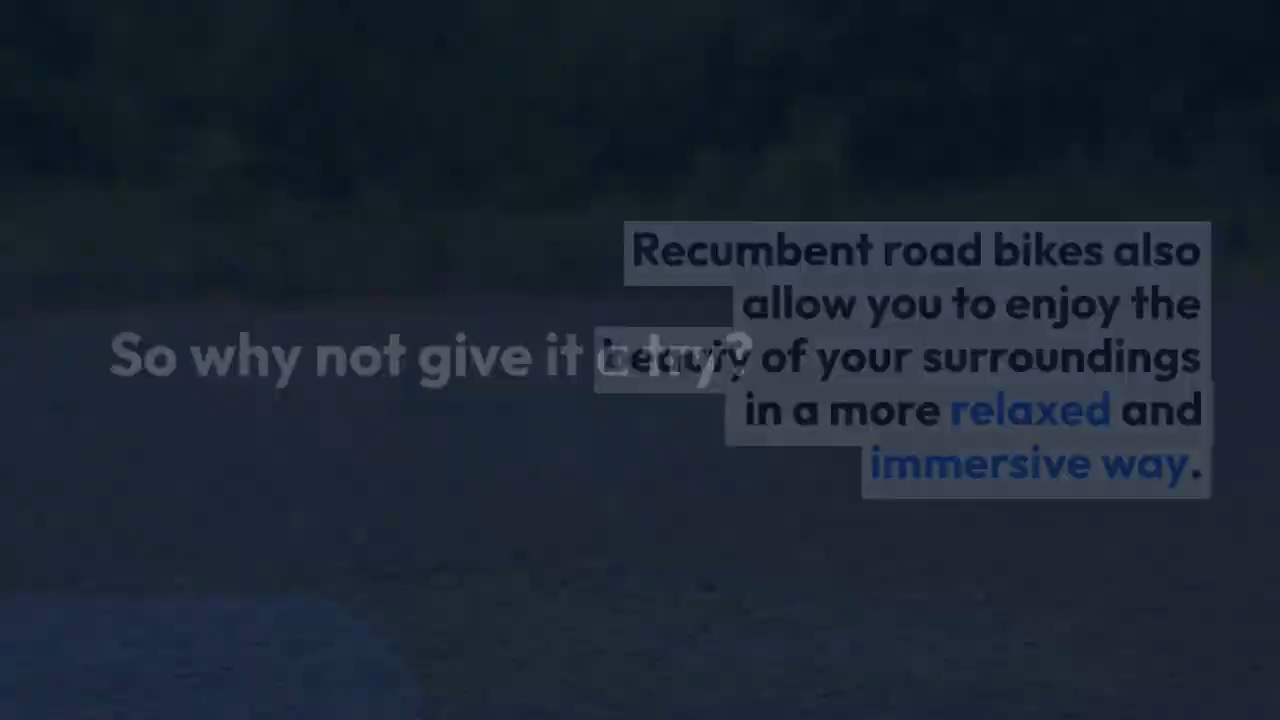 Recumbent road bikes also
allow you to enjoy the
beauty of your surroundings
in a more relaxed and
immersive way.
So why not give it a try?